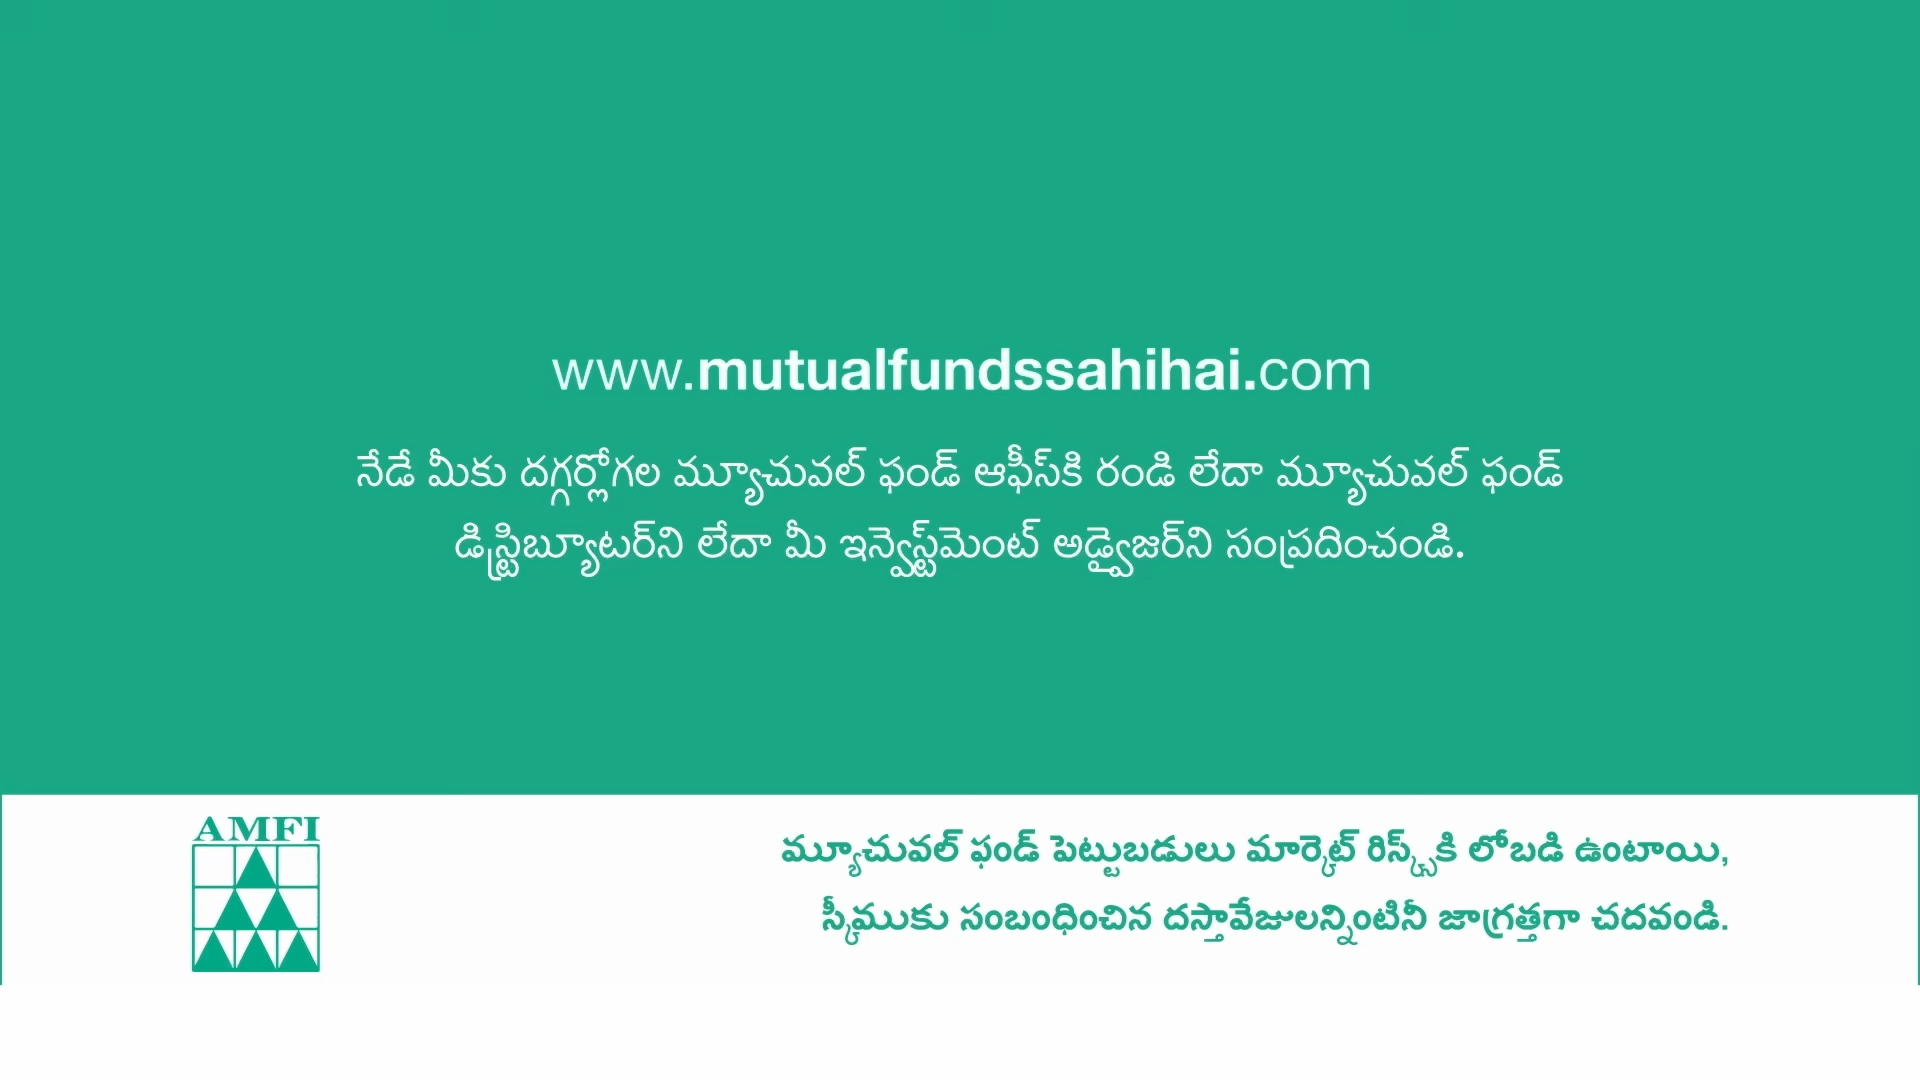 www.mutualfundssahihai.com
నేడే మీకు దగ్గర్లోగల మ్యూచువల్ ఫండ్ ఆఫీస్‌కి రండి లేదా మ్యూచువల్ ఫండ్
డిస్ట్రిబ్యూటర్‌ని లేదా మీ ఇన్వెస్ట్‌మెంట్ అడ్వైజర్‌ని సంప్రదించండి.
AMFI
మ్యూచువల్ ఫండ్ పెట్టుబడులు మార్కెట్ రిస్క్స్‌కి లోబడి ఉంటాయి,
స్కీముకు సంబంధించిన దస్తావేజులన్నింటినీ జాగ్రత్తగా చదవండి.